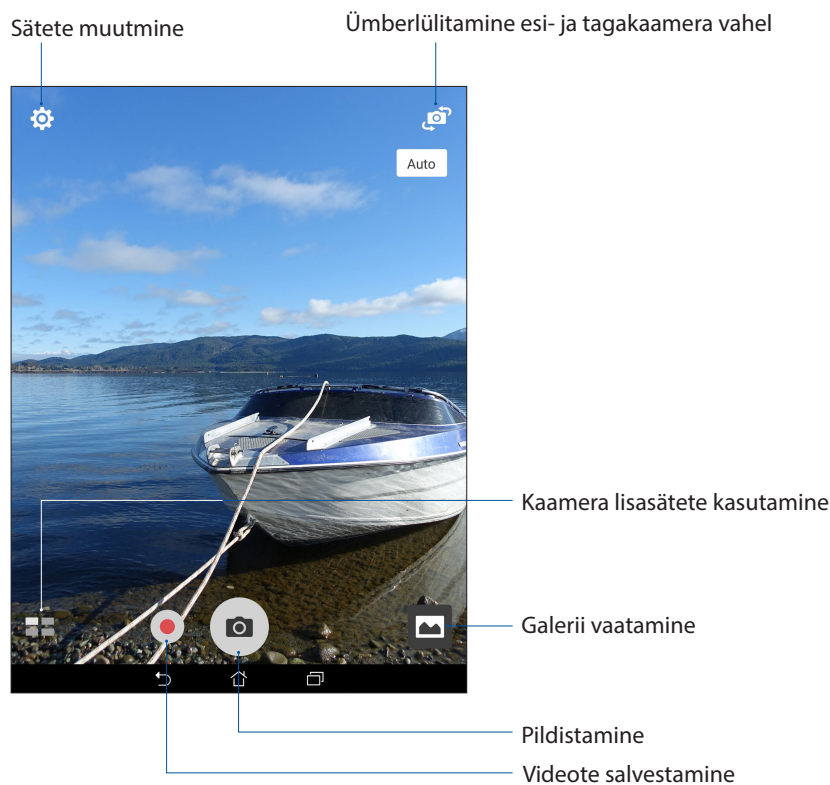 Sätete muutmine
Ümberlülitamine esi- ja tagakaamera vahel
Auto
Kaamera lisasätete kasutamine
Galerii vaatamine
Pildistamine
Videote salvestamine